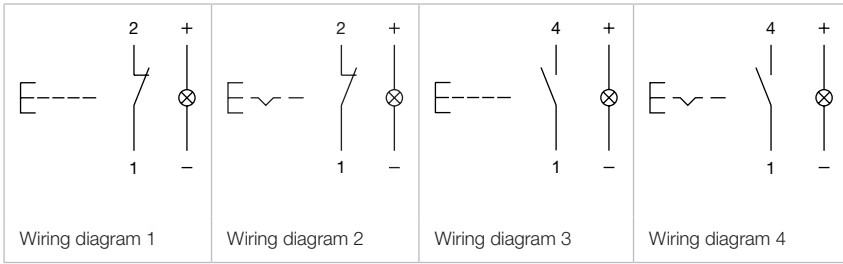 2 + 2 + 4 + 4 +
1 – 1 – 1 – 1 –
Wiring diagram 1 Wiring diagram 2 Wiring diagram 3 Wiring diagram 4